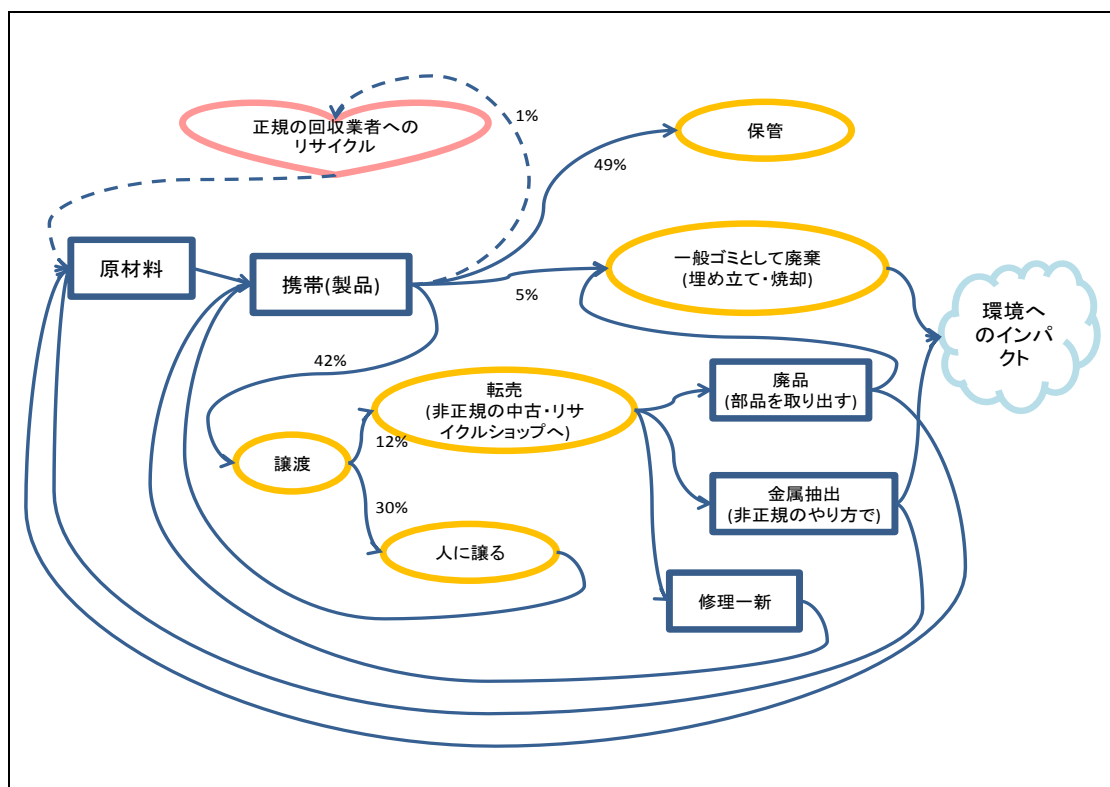 正規の回収業者への
リサイクル
1%
保管
49%
原材料
携帯(製品)
一般ゴミとして廃棄
(埋め立て・焼却)
5%
環境へ
のインパ
クト
42%
転売
(非正規の中古・リサ
イクルショップへ)
12%
廃品
(部品を取り出す)
譲渡
30%
金属抽出
(非正規のやり方で)
人に譲る
修理一新